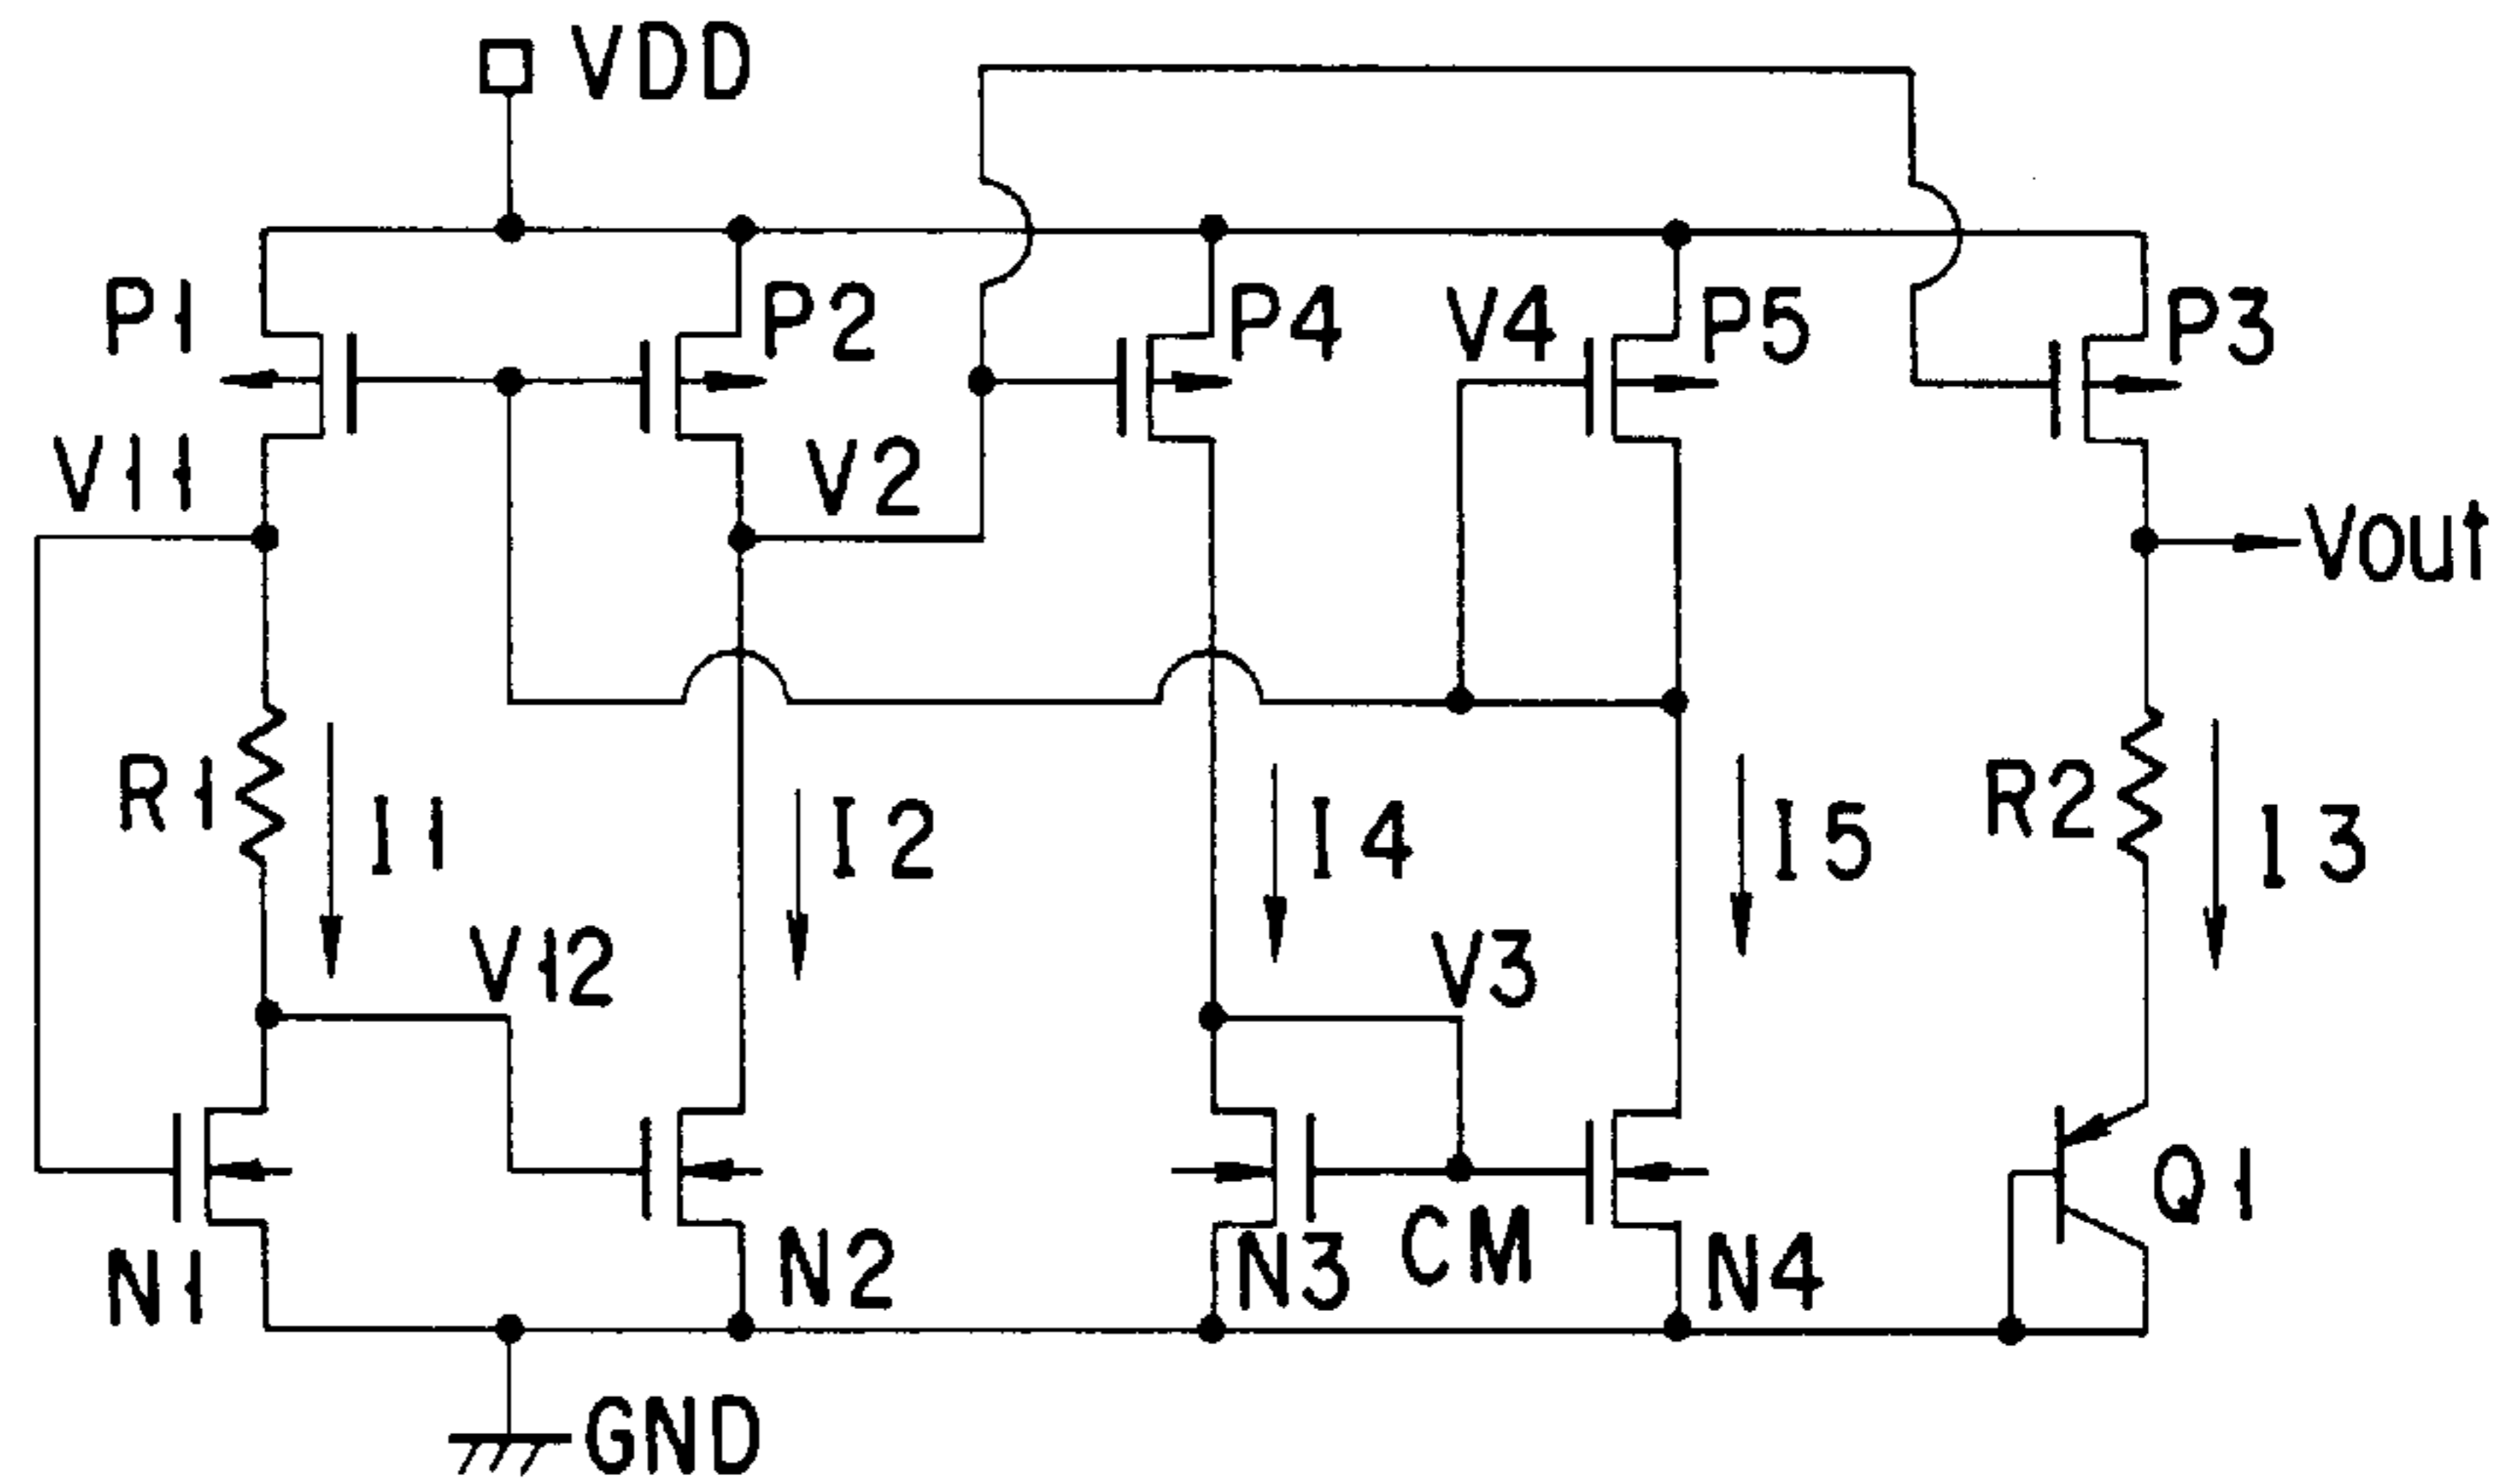 VDD
P1
P2
P4
V4
P5
P3
V11
V2
Vout
R1
I1
I2
I4
I5
R2
I3
V12
V3
N1
N2
N3
CM
N4
Q1
GND